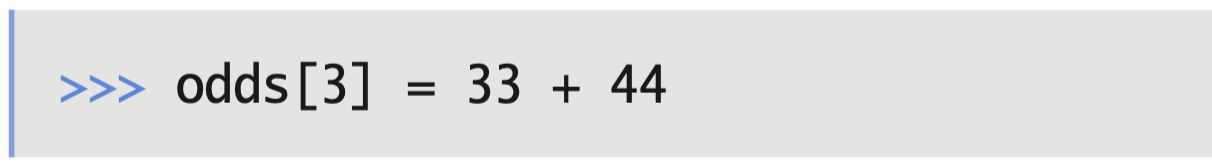 >>> odds[3] = 33 + 44